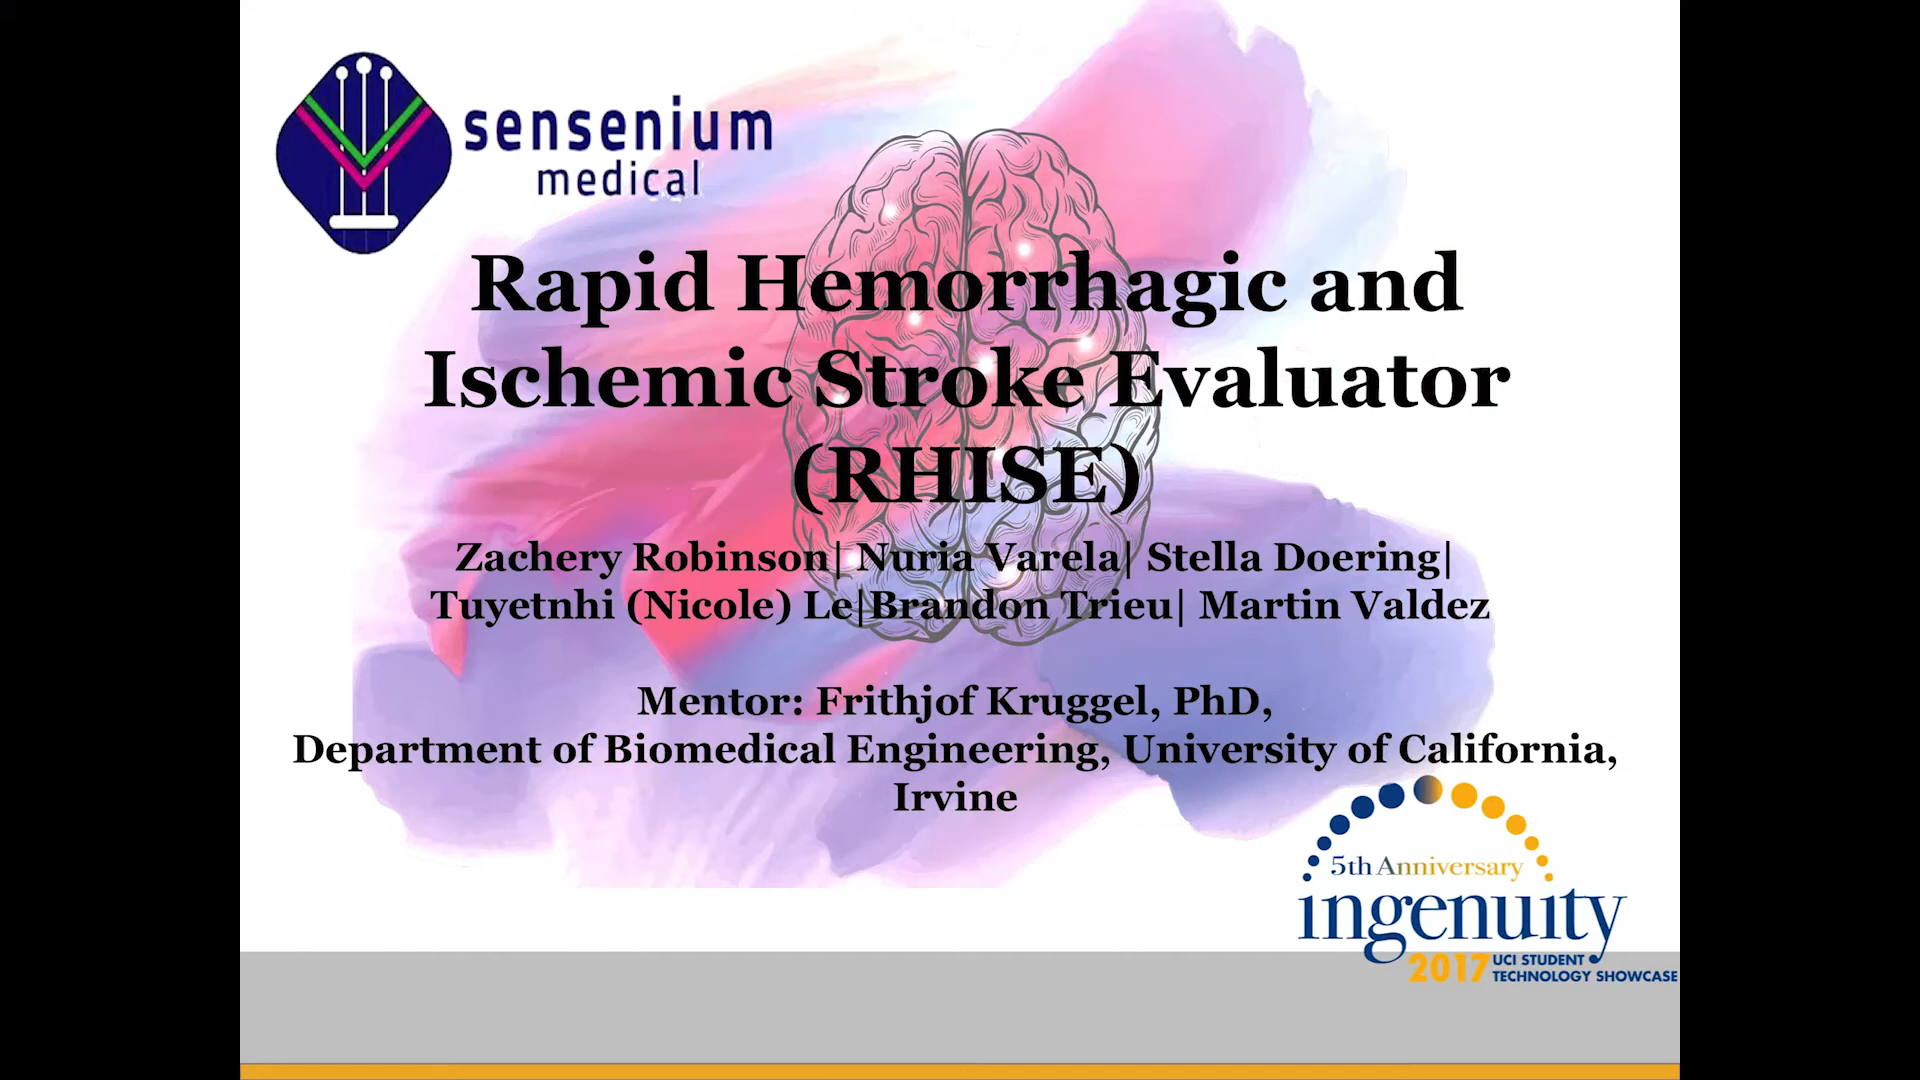 sensenium
medical
Rapid Hemorrhagic and
Ischemic Stroke Evaluator
(RHISE)
Zachery Robinson| Nuria Varela| Stella Doering|
Tuyetnhi (Nicole) Le|Brandon Trieu| Martin Valdez
Mentor: Frithjof Kruggel, PhD,
Department of Biomedical Engineering, University of California,
Irvine
5th Anniversary
ingenuity
2017 UCI STUDENT
TECHNOLOGY SHOWCASE